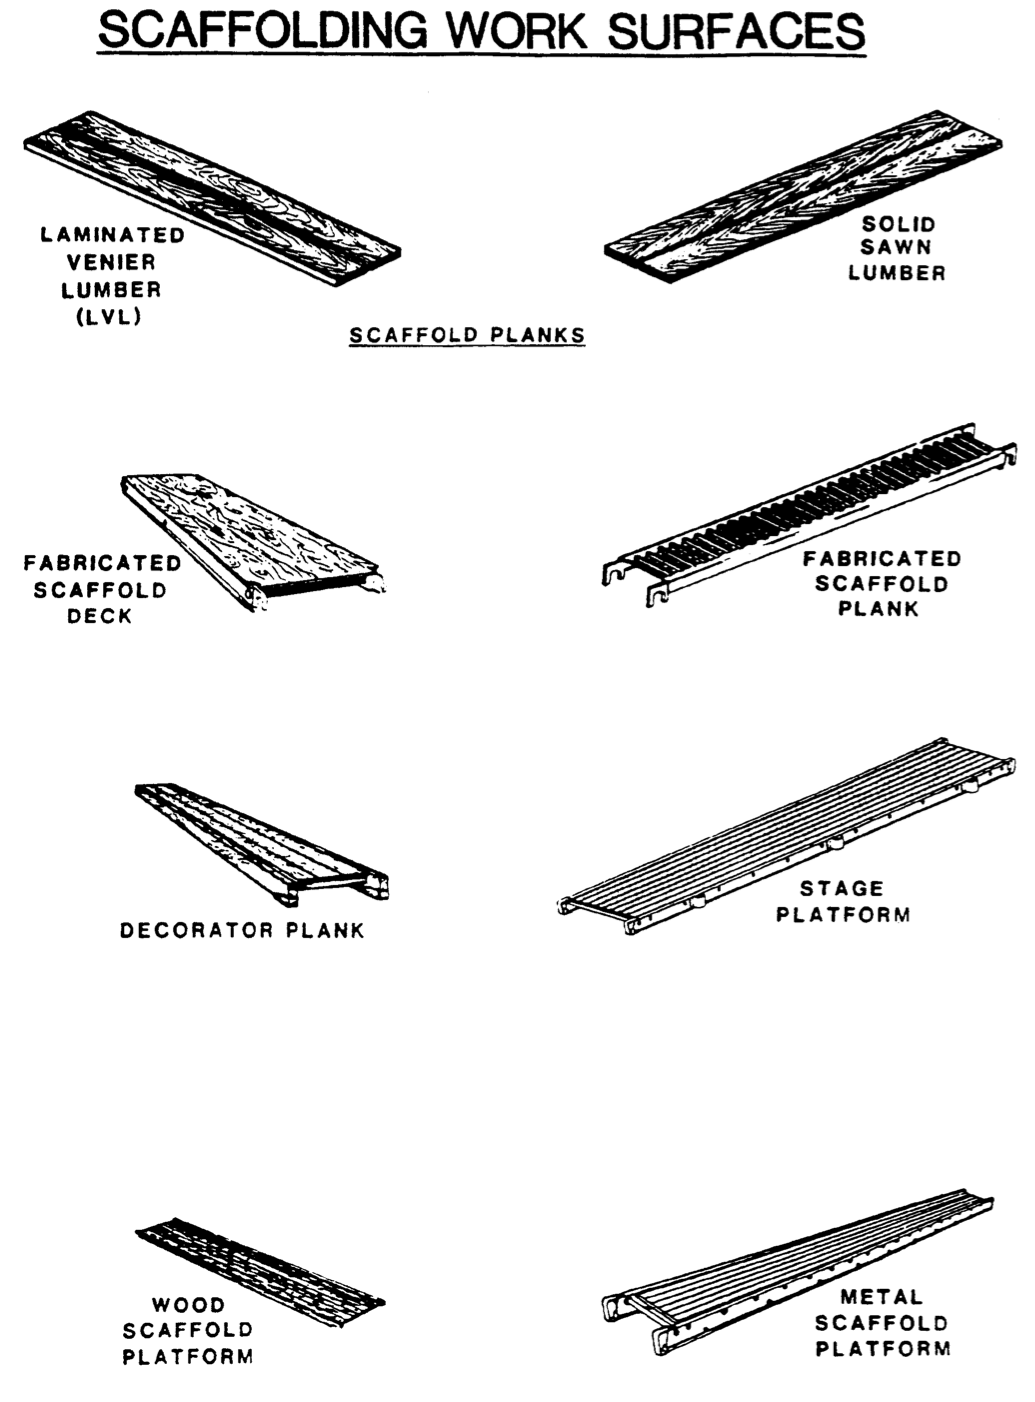 SCAFFOLDING WORK SURFACES
LAMINATED
VENIER
LUMBER
(LVL)
SOLID
SAWN
LUMBER
SCAFFOLD PLANKS
FABRICATED
SCAFFOLD
DECK
FABRICATED
SCAFFOLD
PLANK
DECORATOR PLANK
STAGE
PLATFORM
WOOD
SCAFFOLD
PLATFORM
METAL
SCAFFOLD
PLATFORM